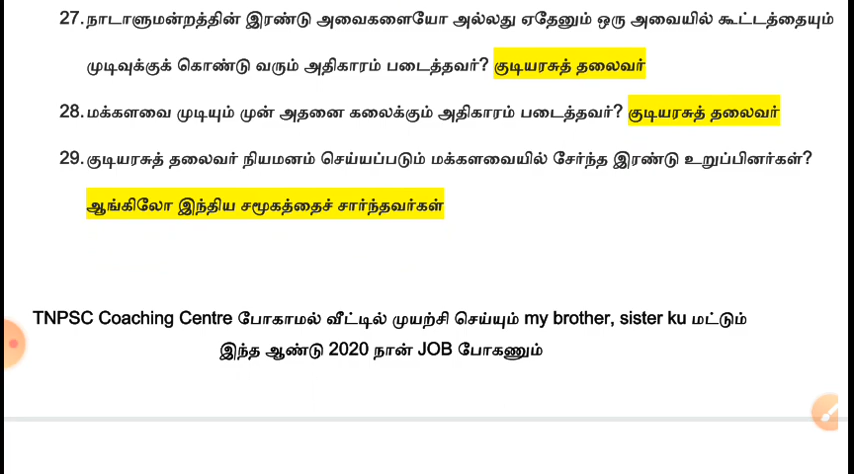 27. நாடாளுமன்றத்தின் இரண்டு அவைகளையோ அல்லது ஏதேனும் ஒரு அவையில் கூட்டத்தையும்
முடிவுக்குக் கொண்டு வரும் அதிகாரம் படைத்தவர்? குடியரசுத் தலைவர்
28. மக்களவை முடியும் முன் அதனை கலைக்கும் அதிகாரம் படைத்தவர்? குடியரசுத் தலைவர்
29. குடியரசுத் தலைவர் நியமனம் செய்யப்படும் மக்களவையில் சேர்ந்த இரண்டு உறுப்பினர்கள்?
ஆங்கிலோ இந்திய சமூகத்தைச் சார்ந்தவர்கள்
TNPSC Coaching Centre போகாமல் வீட்டில் முயற்சி செய்யும் my brother, sister ku மட்டும்
இந்த ஆண்டு 2020 நான் JOB போகணும்